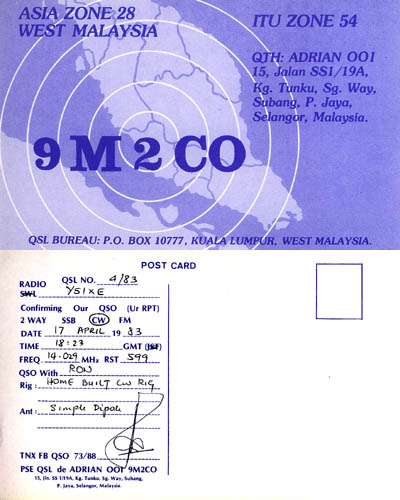 ASIA ZONE 28
WEST MALAYSIA
ITU ZONE 54
QTH: ADRIAN OOI
15, Jalan SS1/19A,
Kg. Tunku, Sg. Way,
Subang, P. Jaya,
Selangor, Malaysia.
9M2CO
QSL BUREAU: P.O. BOX 10777, KUALA LUMPUR, WEST MALAYSIA.
POST CARD
QSL NO. 4/83
RADIO
SWL YS1XE
Confirming Our QSO (Ur RPT)
2 WAY SSB CW FM
DATE 17 APRIL 1983
TIME 18:23 GMT
FREQ. 14.029 MHz RST 599
QSO With RON
Rig: HOME BUILT CW RIG
Ant: Simple Dipole
TNX FB QSO 73/88
PSE QSL de ADRIAN OOI 9M2CO
15, Jln. SS 1/19A, Kg. Tunku, Sg. Way, Subang,
P. Jaya, Selangor, Malaysia.